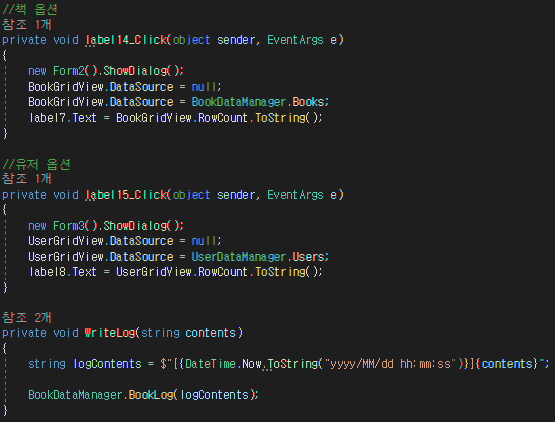 //책 옵션
참조 1개
private void label14_Click(object sender, EventArgs e)
{
new Form2().ShowDialog();
BookGridView.DataSource = null;
BookGridView.DataSource = BookDataManager.Books;
label7.Text = BookGridView.RowCount.ToString();
}
//유저 옵션
참조 1개
private void label15_Click(object sender, EventArgs e)
{
new Form3().ShowDialog();
UserGridView.DataSource = null;
UserGridView.DataSource = UserDataManager.Users;
label8.Text = UserGridView.RowCount.ToString();
}
참조 2개
private void WriteLog(string contents)
{
string logContents = $"[{DateTime.Now.ToString("yyyy/MM/dd hh:mm:ss")}]{contents}";
BookDataManager.BookLog(logContents);
}